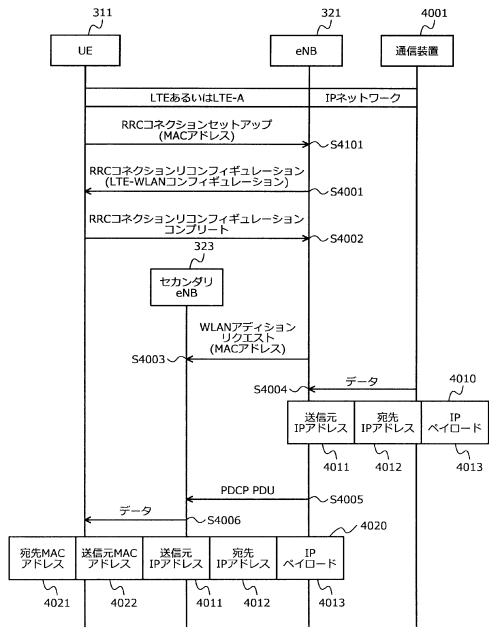 311
321
4001
UE
eNB
通信装置
LTEあるいはLTE-A
IPネットワーク
RRCコネクションセットアップ
(MACアドレス)
S4101
RRCコネクションリコンフィギュレーション
(LTE-WLANコンフィギュレーション)
S4001
RRCコネクションリコンフィギュレーション
コンプリート
S4002
323
セカンダリ
eNB
WLANアディション
リクエスト
(MACアドレス)
S4003
データ
S4004
4010
送信元
IPアドレス
宛先
IPアドレス
IP
ペイロード
4011
4012
4013
PDCP PDU
S4005
データ
S4006
4020
宛先MAC
アドレス
送信元MAC
アドレス
送信元
IPアドレス
宛先
IPアドレス
IP
ペイロード
4021
4022
4011
4012
4013